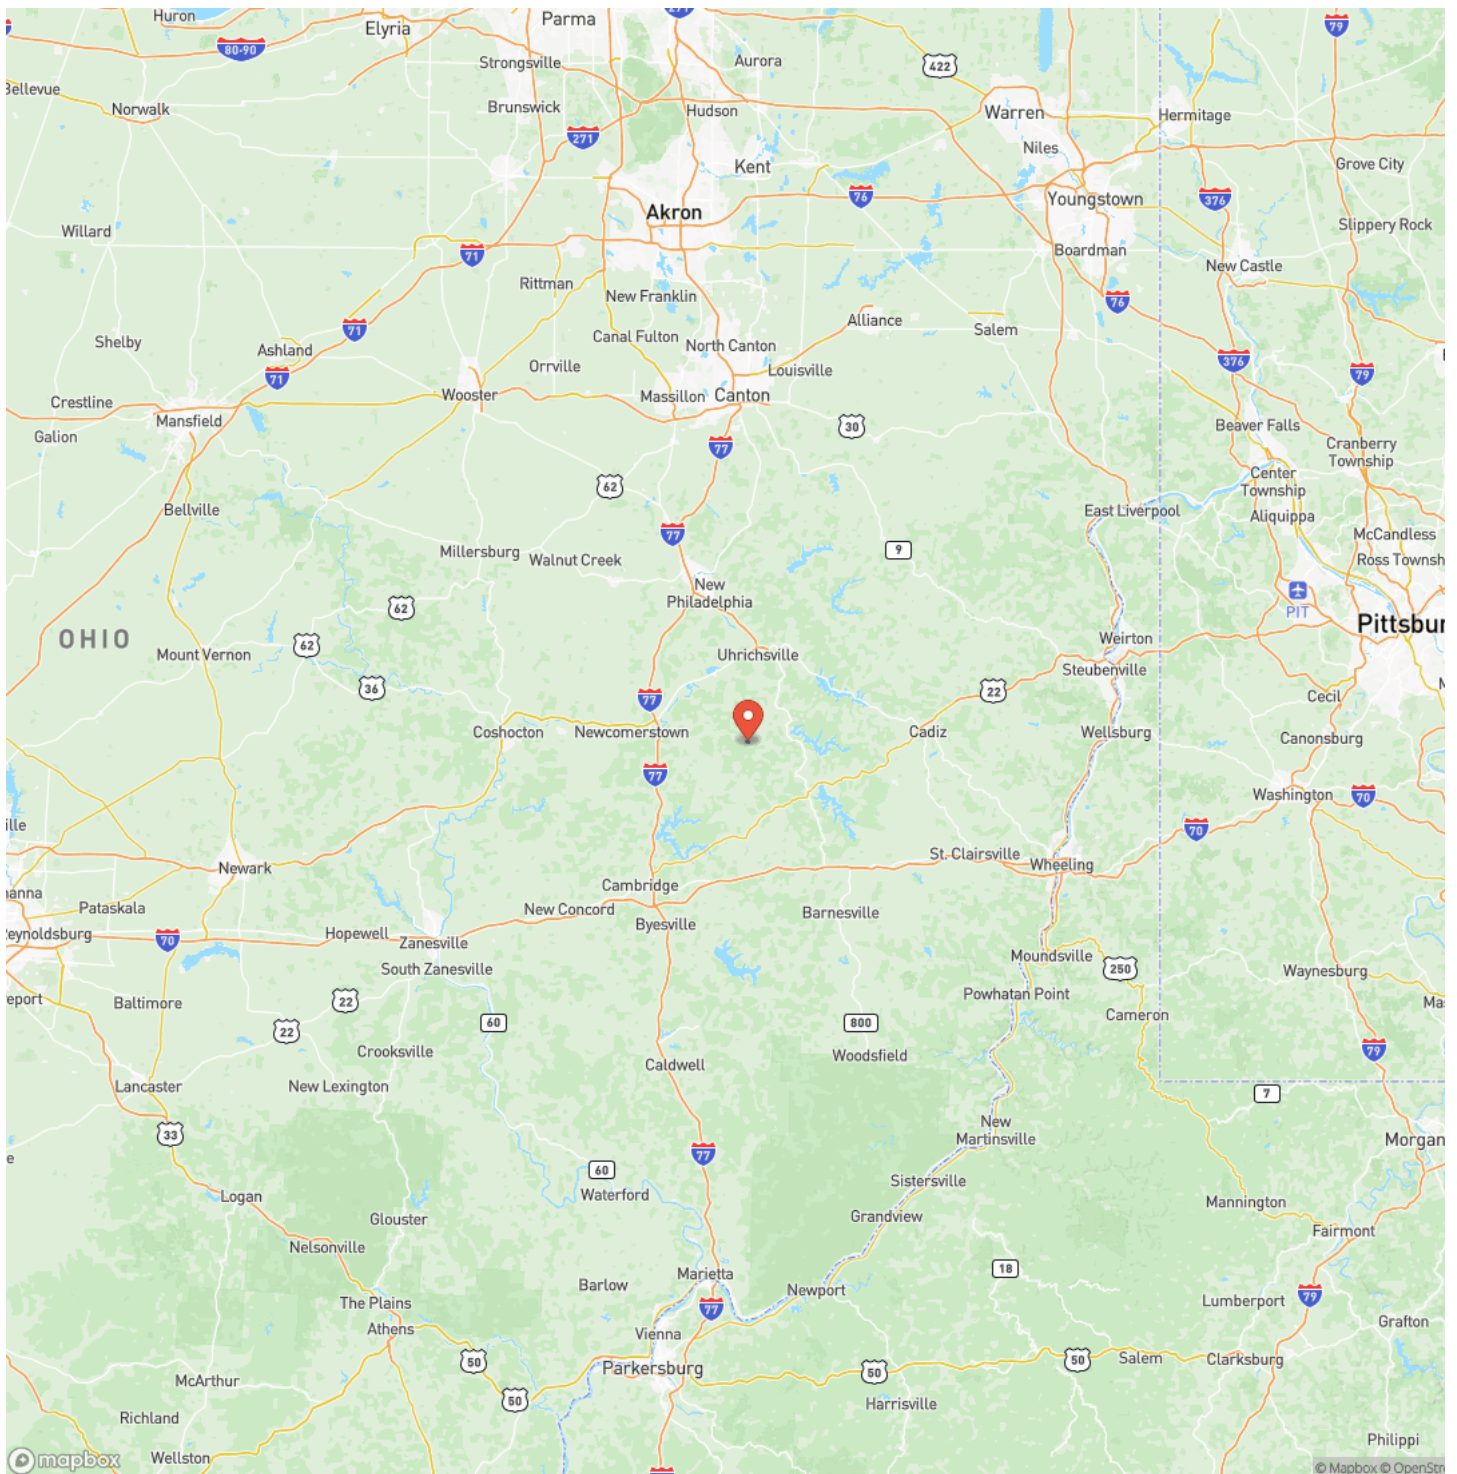 Huron
Parma
271
79
Elyria
80-90
Strongsville
Aurora
422
Bellevue
Norwalk
Brunswick
Hudson
Warren
Hermitage
271
Niles
Kent
Grove City
76
376
Youngstown
Akron
Willard
Slippery Rock
71
Boardman
New Castle
Rittman
New Franklin
76
Alliance
71
Salem
Canal Fulton
Shelby
North Canton
Ashland
376
Orrville
Louisville
79
71
Wooster
Massillon
Canton
Crestline
Mansfield
30
Beaver Falls
Galion
77
Cranberry
Township
Center
Township
62
Bellville
East Liverpool
Aliquippa
77
McCandless
9
Millersburg
Walnut Creek
Ross Townsh
New
Philadelphia
PIT
62
Pittsbur
OHIO
62
Weirton
Mount Vernon
Uhrichsville
Steubenville
36
22
77
Cecil
Coshocton
Newcomerstown
Cadiz
Wellsburg
Canonsburg
77
Washington
70
ille
70
St. Clairsville
Wheeling
Newark
Cambridge
anna
Pataskala
New Concord
Barnesville
Byesville
Reynoldsburg
70
Hopewell
Zanesville
Moundsville
South Zanesville
250
Waynesburg
eport
Baltimore
22
Powhatan Point
Mas
Cameron
60
800
22
Crooksville
Woodsfield
79
Caldwell
Lancaster
New Lexington
7
33
New
Martinsville
Morgan
77
e
60
Waterford
Sistersville
Logan
Mannington
Glouster
Grandview
Fairmont
Nelsonville
18
Marietta
Barlow
Newport
79
The Plains
77
Lumberport
Grafton
Athens
Vienna
50
Parkersburg
50
50
Salem
Clarksburg
McArthur
50
Harrisville
Richland
Philippi
Wellston
mapbox
© Mapbox © OpenStre